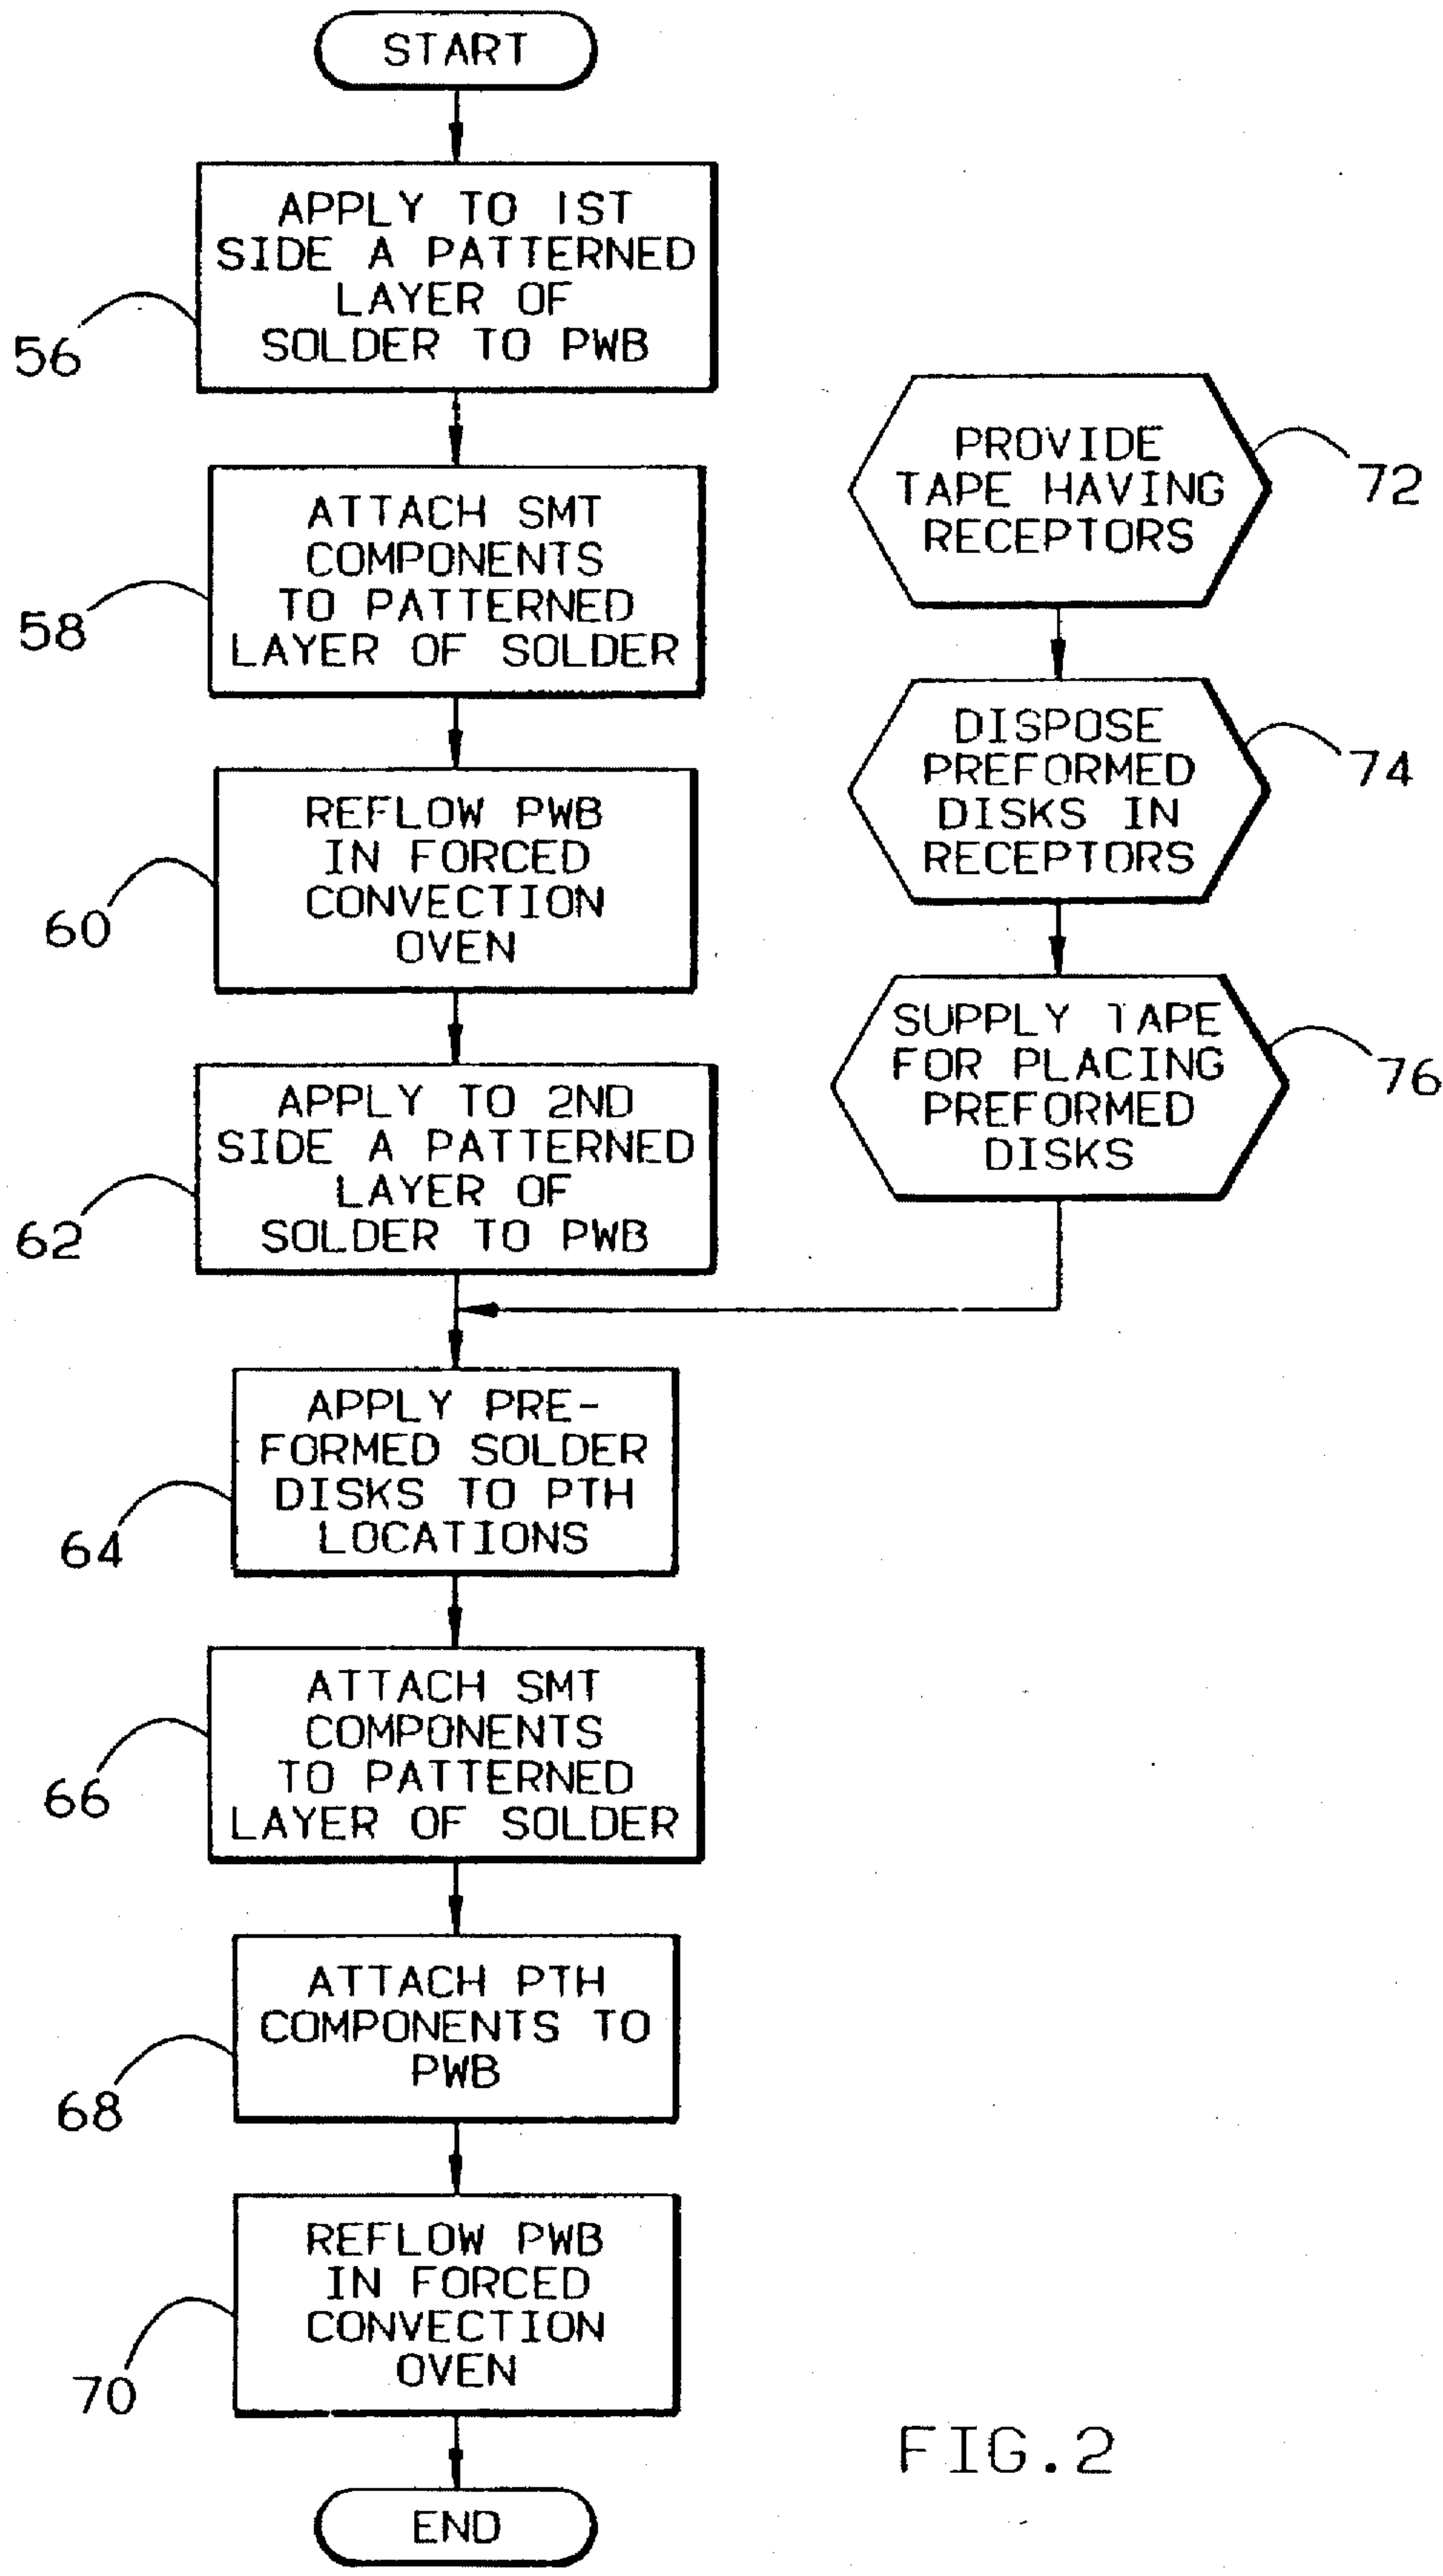 START
APPLY TO 1ST
SIDE A PATTERNED
LAYER OF
SOLDER TO PWB
56
ATTACH SMT
COMPONENTS
TO PATTERNED
LAYER OF SOLDER
58
REFLOW PWB
IN FORCED
CONVECTION
OVEN
60
APPLY TO 2ND
SIDE A PATTERNED
LAYER OF
SOLDER TO PWB
62
PROVIDE
TAPE HAVING
RECEPTORS
72
DISPOSE
PREFORMED
DISKS IN
RECEPTORS
74
SUPPLY TAPE
FOR PLACING
PREFORMED
DISKS
76
APPLY PRE-
FORMED SOLDER
DISKS TO PTH
LOCATIONS
64
ATTACH SMT
COMPONENTS
TO PATTERNED
LAYER OF SOLDER
66
ATTACH PTH
COMPONENTS TO
PWB
68
REFLOW PWB
IN FORCED
CONVECTION
OVEN
70
END
FIG.2